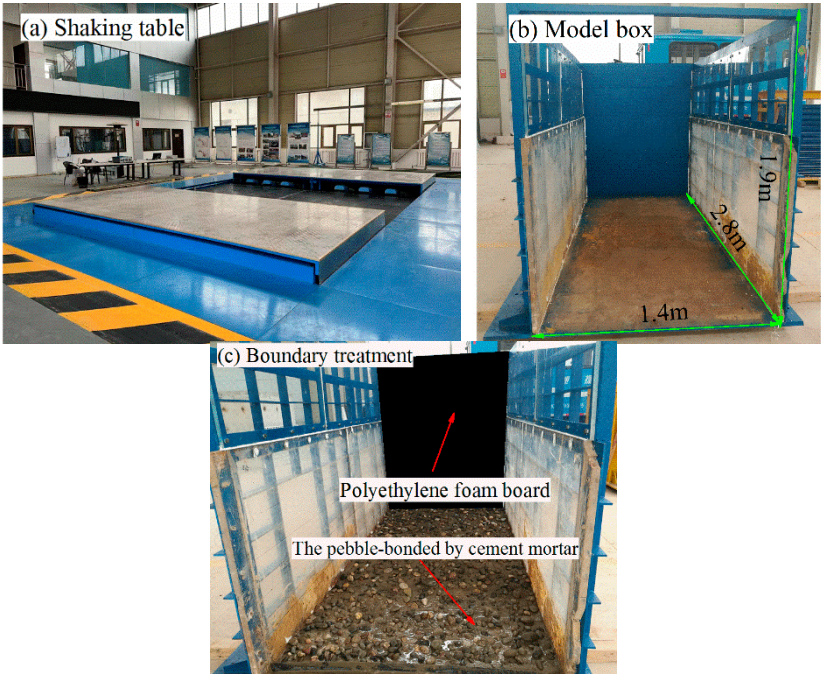 (a) Shaking table
(b) Model box
1.9m
2.8m
1.4m
(c) Boundary treatment
Polyethylene foam board
The pebble-bonded by cement mortar